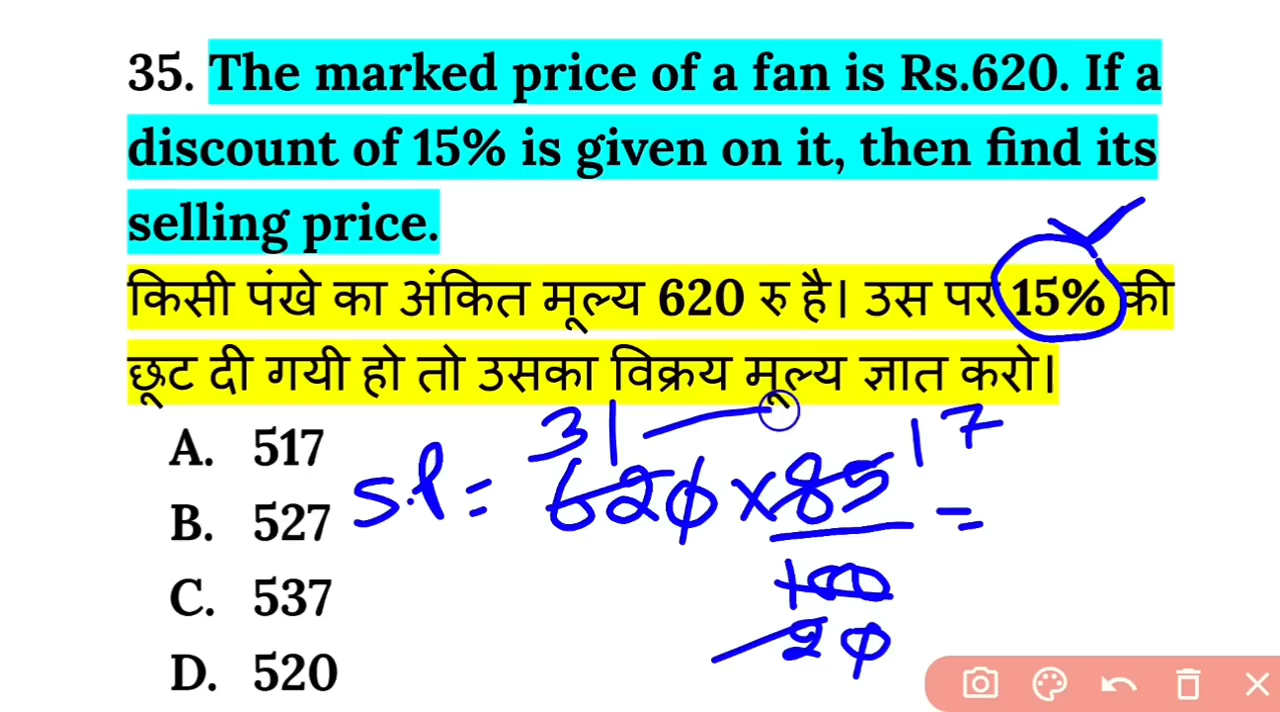 35. The marked price of a fan is Rs.620. If a
discount of 15% is given on it, then find its
selling price.
किसी पंखे का अंकित मूल्य 620 रु है। उस पर 15% की
छूट दी गयी हो तो उसका विक्रय मूल्य ज्ञात करो।
A. 517
B. 527
C. 537
D. 520
31 17
S.P = 620 × 85 =
100
20